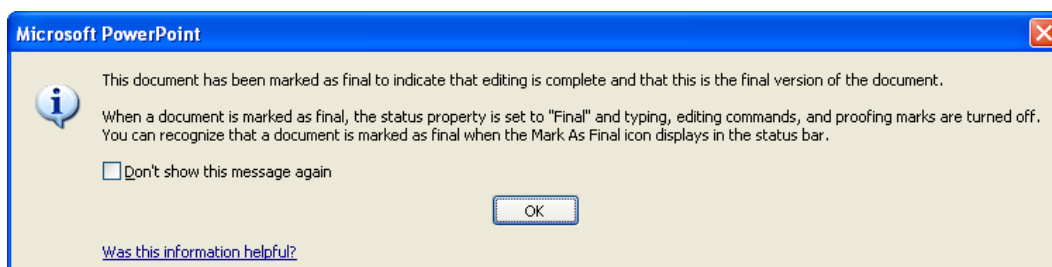 Microsoft PowerPoint
This document has been marked as final to indicate that editing is complete and that this is the final version of the document.
When a document is marked as final, the status property is set to "Final" and typing, editing commands, and proofing marks are turned off.
You can recognize that a document is marked as final when the Mark As Final icon displays in the status bar.
Don't show this message again
OK
Was this information helpful?